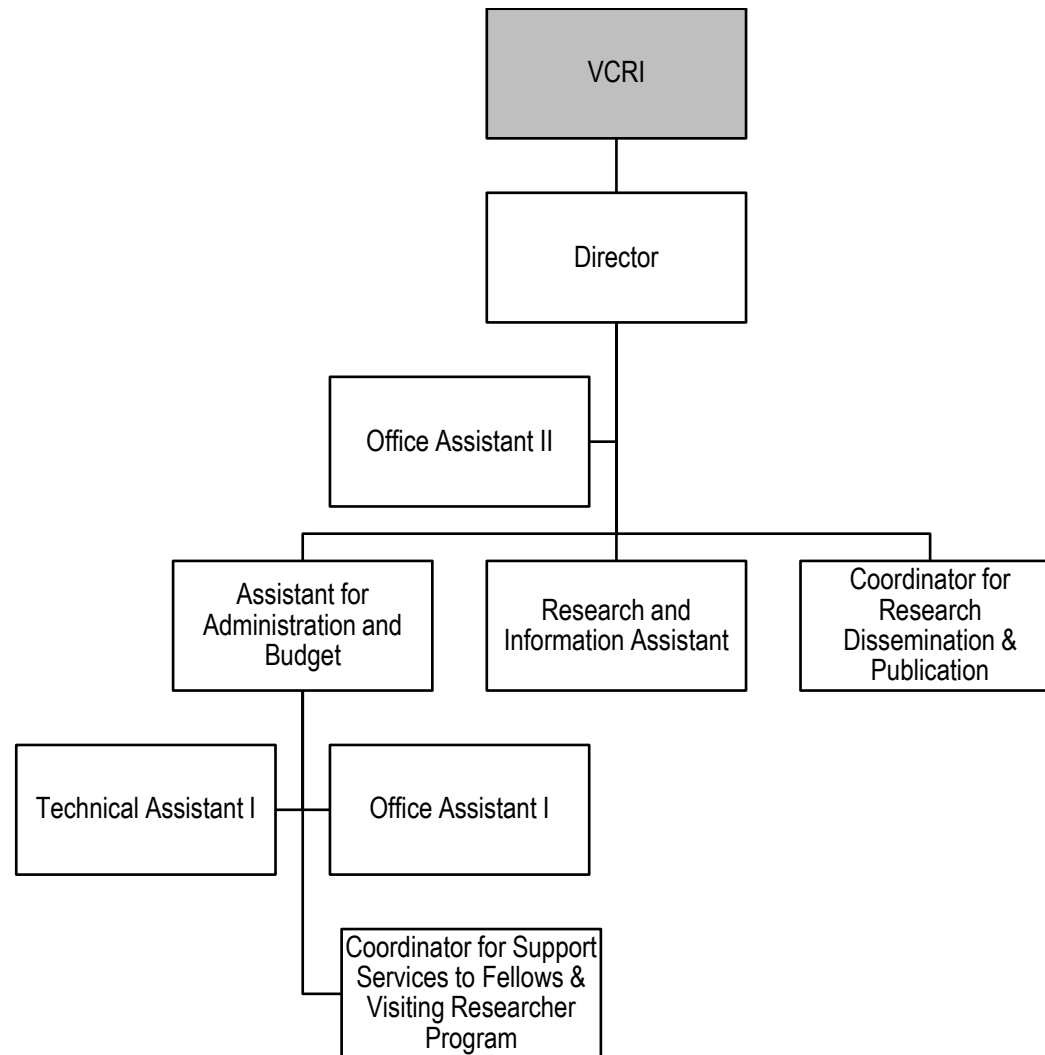 VCRI
Director
Office Assistant II
Assistant for
Administration and
Budget
Research and
Information Assistant
Coordinator for
Research
Dissemination &
Publication
Technical Assistant I
Office Assistant I
Coordinator for Support
Services to Fellows &
Visiting Researcher
Program